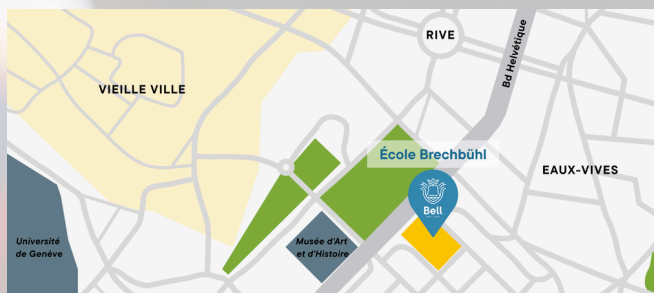 RIVE
Bd Helvétique
VIEILLE VILLE
École Brechbühl
EAUX-VIVES
Bell
Université
de Genève
Musée d'Art
et d'Histoire